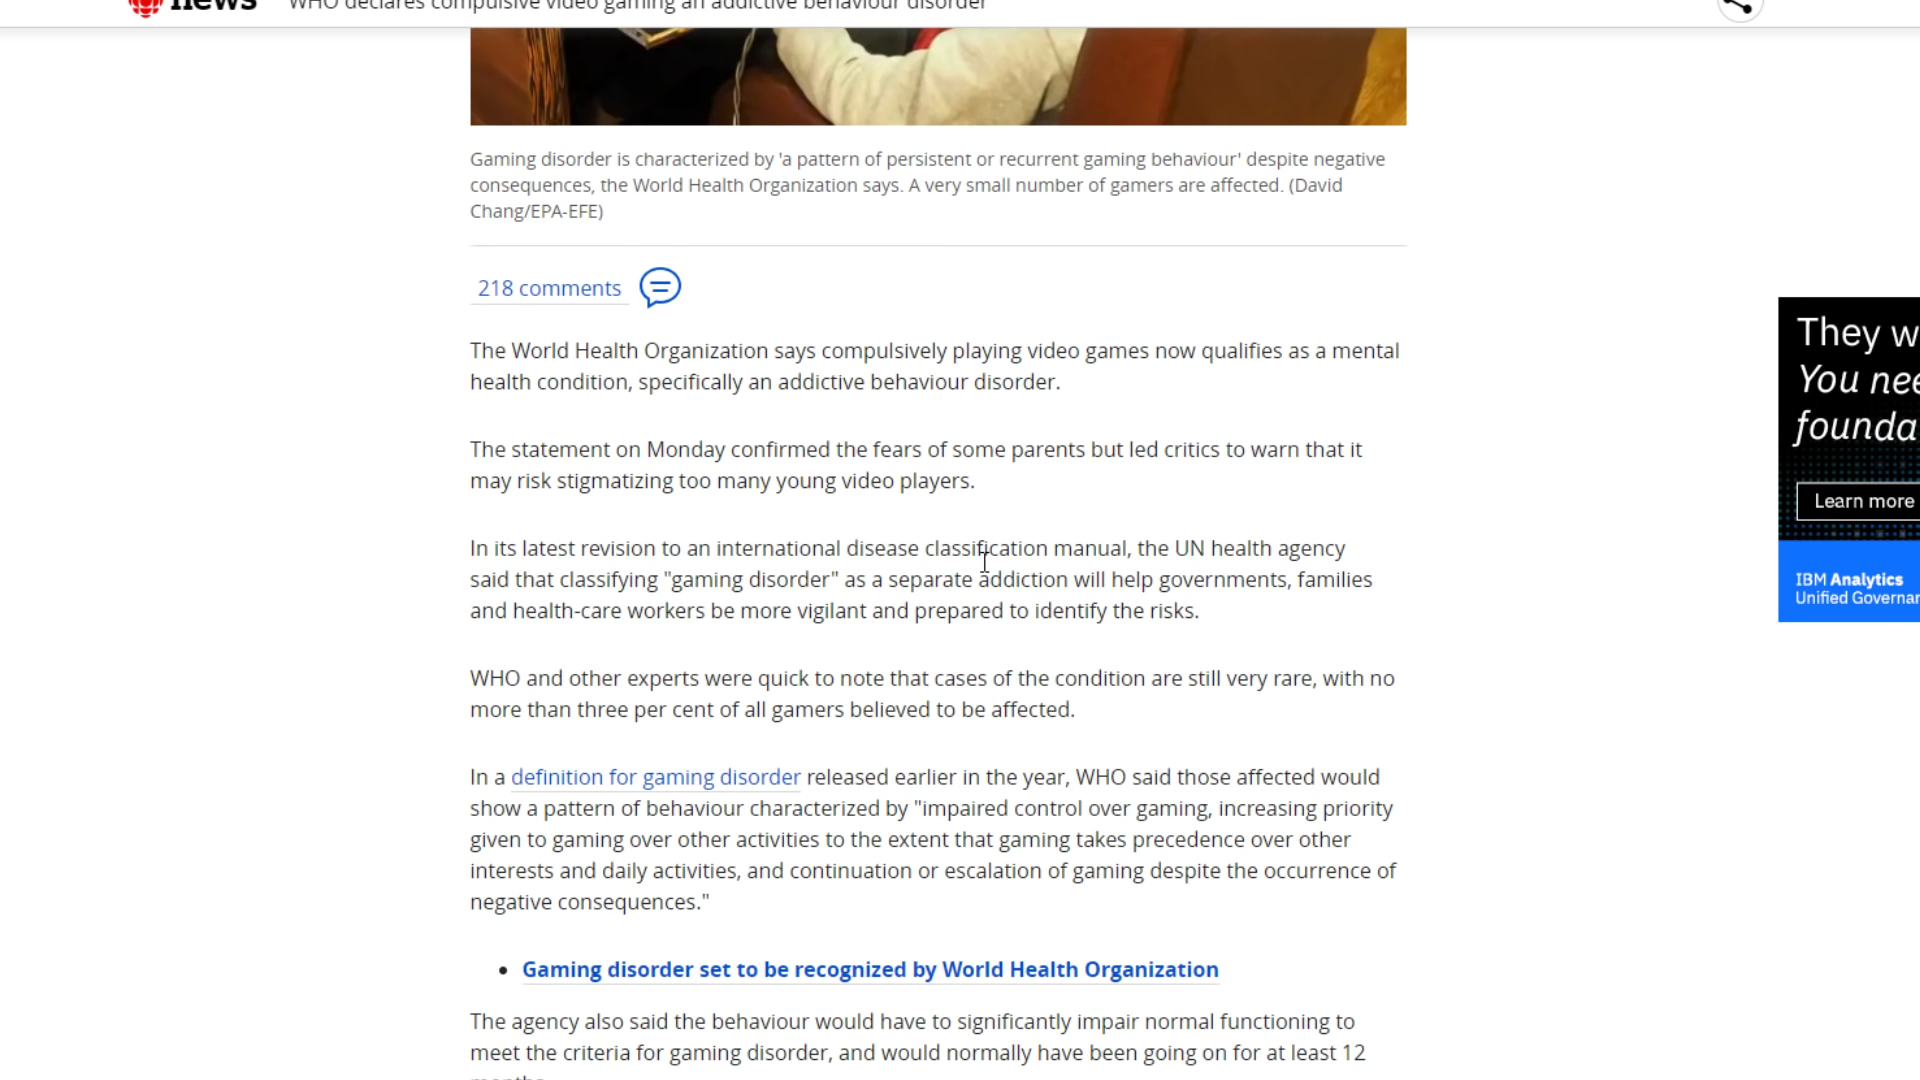 news WHO declares compulsive video gaming an addictive behaviour disorder
Gaming disorder is characterized by 'a pattern of persistent or recurrent gaming behaviour' despite negative
consequences, the World Health Organization says. A very small number of gamers are affected. (David
Chang/EPA-EFE)
218 comments
The World Health Organization says compulsively playing video games now qualifies as a mental
health condition, specifically an addictive behaviour disorder.
The statement on Monday confirmed the fears of some parents but led critics to warn that it
may risk stigmatizing too many young video players.
In its latest revision to an international disease classification manual, the UN health agency
said that classifying "gaming disorder" as a separate addiction will help governments, families
and health-care workers be more vigilant and prepared to identify the risks.
WHO and other experts were quick to note that cases of the condition are still very rare, with no
more than three per cent of all gamers believed to be affected.
In a definition for gaming disorder released earlier in the year, WHO said those affected would
show a pattern of behaviour characterized by "impaired control over gaming, increasing priority
given to gaming over other activities to the extent that gaming takes precedence over other
interests and daily activities, and continuation or escalation of gaming despite the occurrence of
negative consequences."
• Gaming disorder set to be recognized by World Health Organization
The agency also said the behaviour would have to significantly impair normal functioning to
meet the criteria for gaming disorder, and would normally have been going on for at least 12
They w
You nee
founda
Learn more
IBM Analytics
Unified Governan